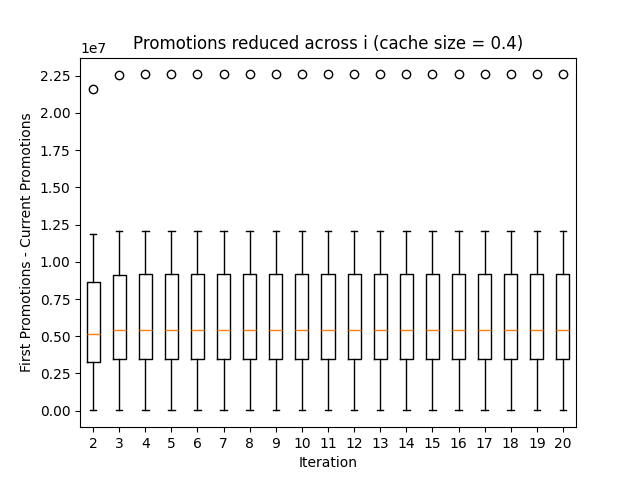 Promotions reduced across i (cache size = 0.4)
1e7
2.25
2.00
1.75
1.50
1.25
1.00
0.75
0.50
0.25
0.00
First Promotions - Current Promotions
2 3 4 5 6 7 8 9 10 11 12 13 14 15 16 17 18 19 20
Iteration